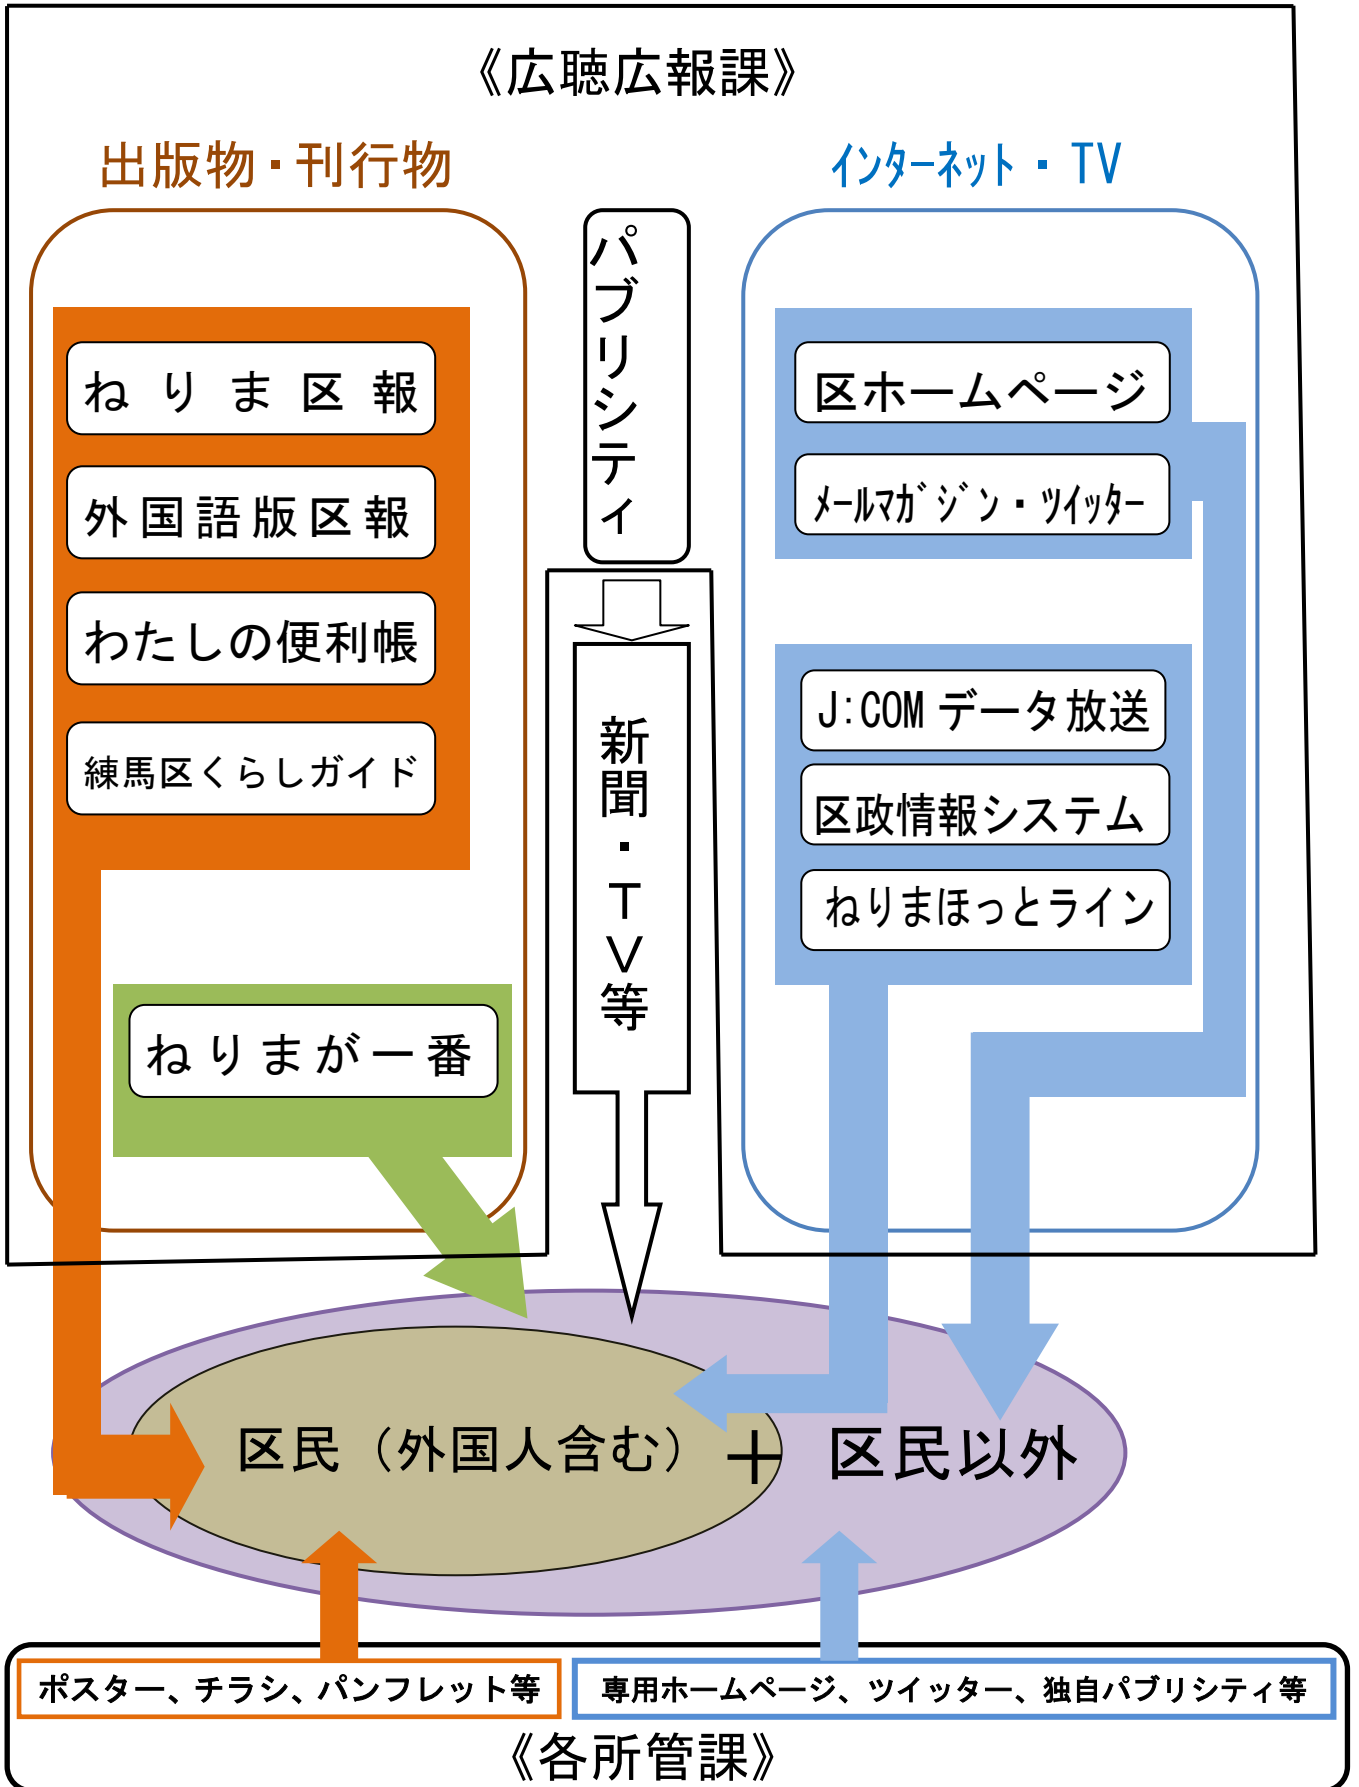 《広聴広報課》
出版物・刊行物
ｲﾝﾀｰﾈｯﾄ・TV
ねりま区報
外国語版区報
わたしの便利帳
練馬区くらしガイド
ねりまが一番
パブリシティ
新聞・TV等
区ホームページ
ﾒｰﾙﾏｶﾞｼﾞﾝ・ﾂｲｯﾀｰ
J:COMデータ放送
区政情報システム
ねりまほっとライン
区民（外国人含む）＋区民以外
ポスター、チラシ、パンフレット等
専用ホームページ、ツイッター、独自パブリシティ等
《各所管課》